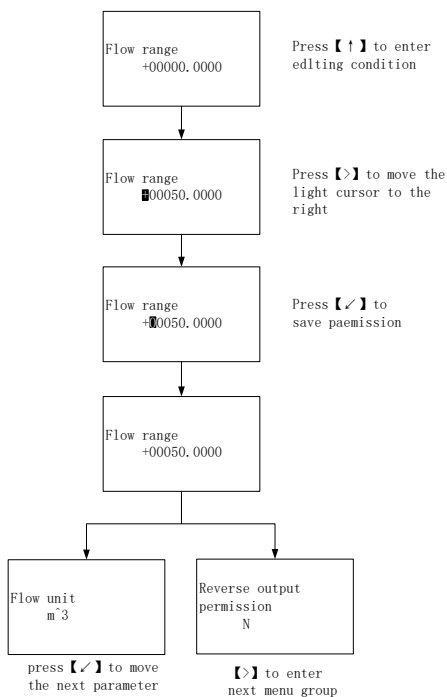 Flow range
+00000.0000
Press【↑】to enter
edlting condition
Flow range
+00050.0000
Press【>】to move the
light cursor to the
right
Flow range
+00050.0000
Press【↙】to
save paemission
Flow range
+00050.0000
Flow unit
m^3
Reverse output
permission
N
press【↙】to move
the next parameter
【>】to enter
next menu group